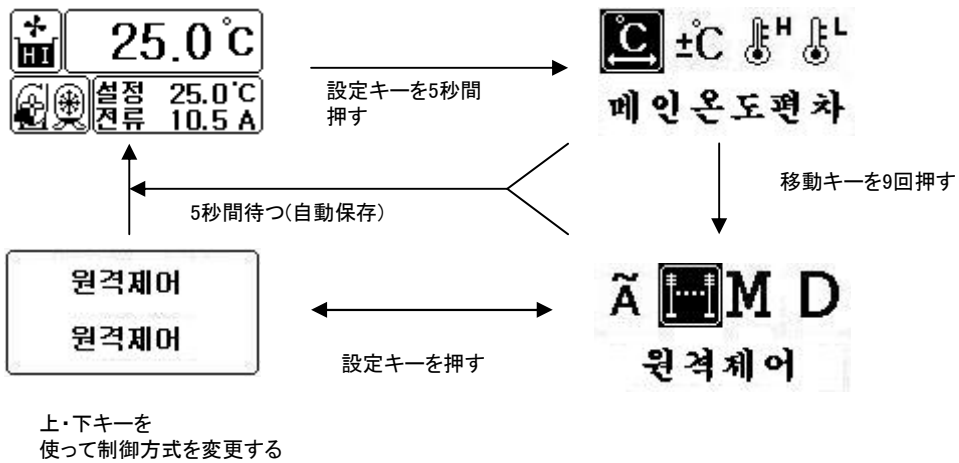 HI
25.0℃
설정 25.0℃
전류 10.5 A
設定キーを5秒間
押す
℃ ±℃ H L
메인온도편차
移動キーを9回押す
5秒間待つ(自動保存)
원격제어
원격제어
設定キーを押す
Ã M D
원격제어
上・下キーを
使って制御方式を変更する